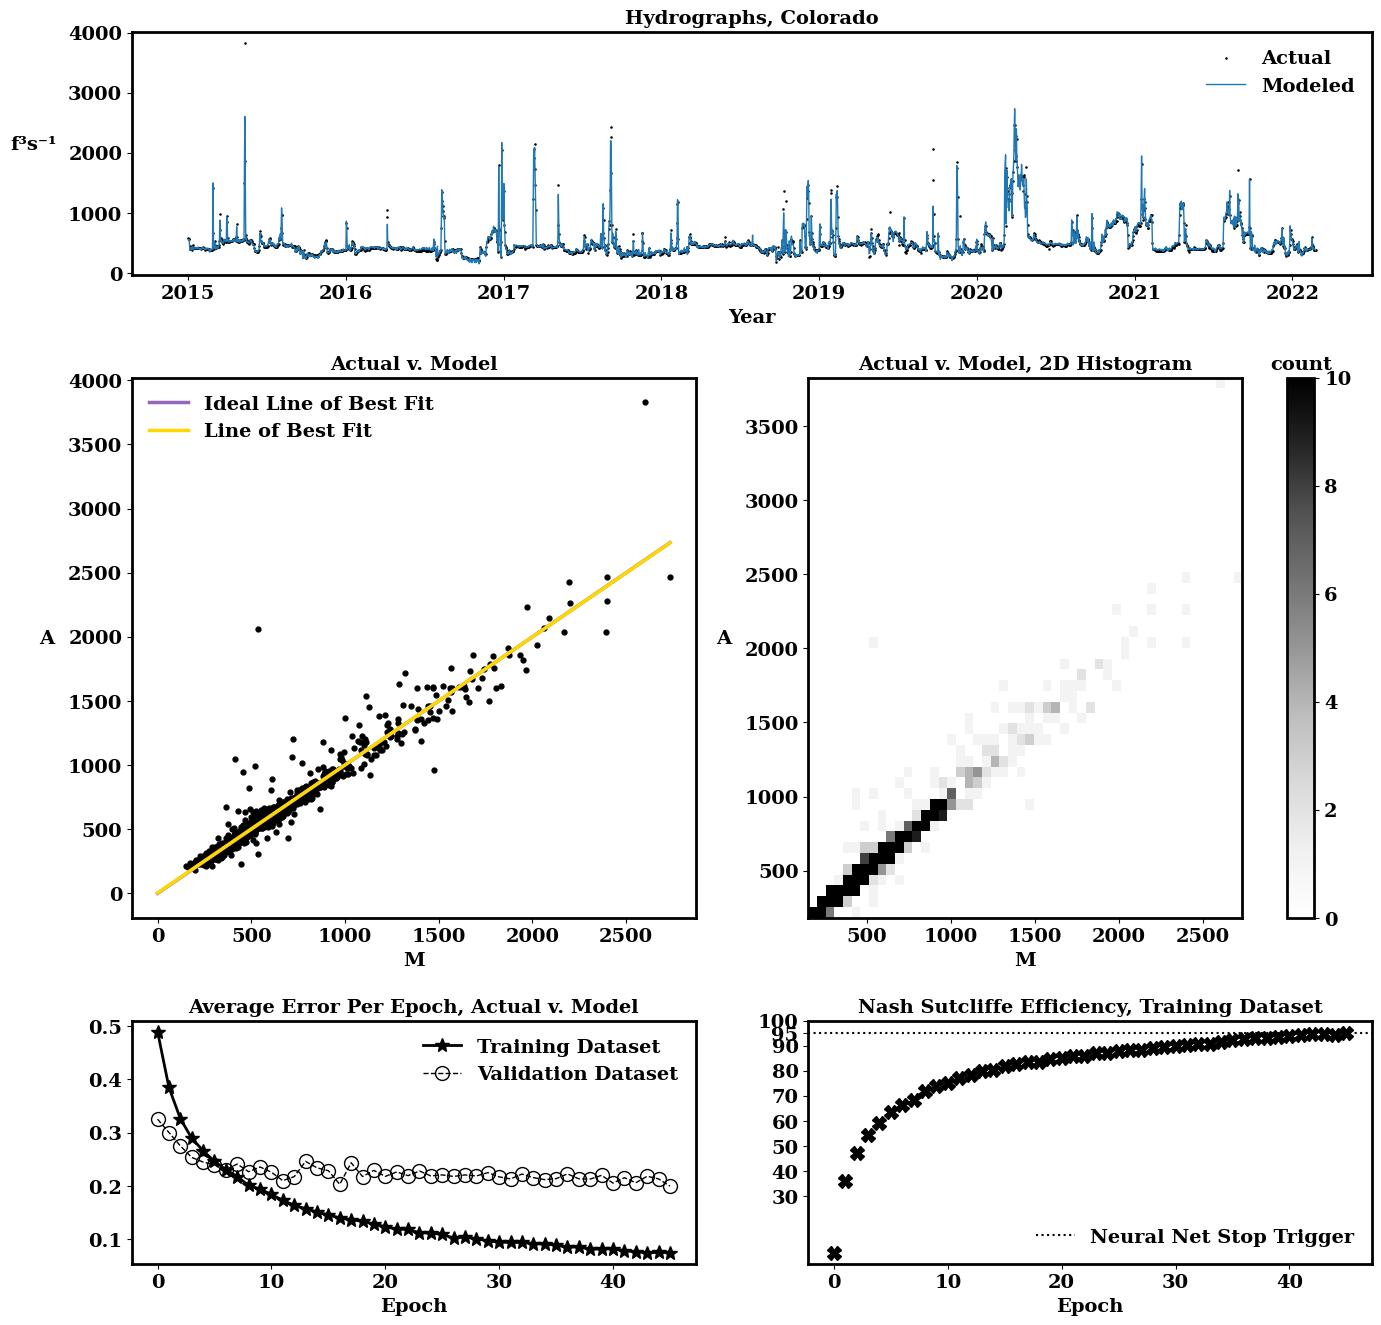 Hydrographs, Colorado
4000
3000
2000
1000
0
f³s⁻¹
Actual
Modeled
2015 2016 2017 2018 2019 2020 2021 2022
Year
Actual v. Model
4000
3500
3000
2500
2000
1500
1000
500
0
A
Ideal Line of Best Fit
Line of Best Fit
0 500 1000 1500 2000 2500
M
Actual v. Model, 2D Histogram
3500
3000
2500
2000
1500
1000
500
A
500 1000 1500 2000 2500
M
count
10
8
6
4
2
0
Average Error Per Epoch, Actual v. Model
0.5
0.4
0.3
0.2
0.1
Training Dataset
Validation Dataset
0 10 20 30 40
Epoch
Nash Sutcliffe Efficiency, Training Dataset
100
95
90
80
70
60
50
40
30
Neural Net Stop Trigger
0 10 20 30 40
Epoch